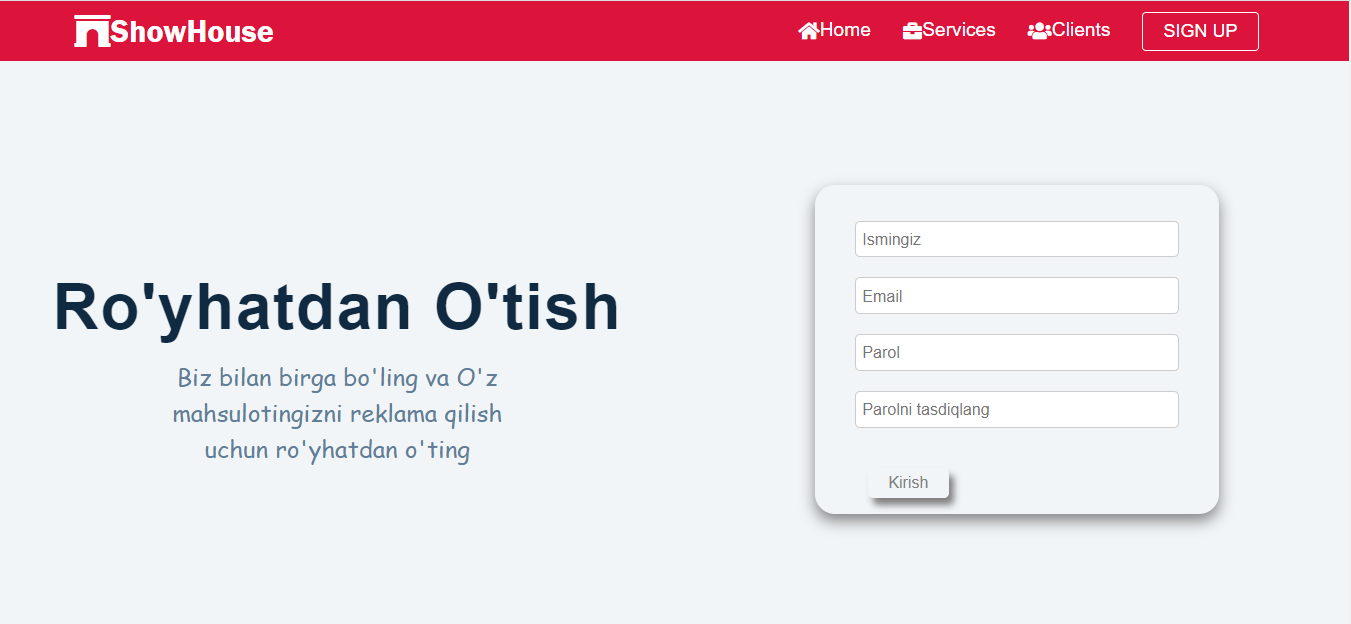 ShowHouse
Home
Services
Clients
SIGN UP
Ro'yhatdan O'tish
Biz bilan birga bo'ling va O'z
mahsulotingizni reklama qilish
uchun ro'yhatdan o'ting
Ismingiz
Email
Parol
Parolni tasdiqlang
Kirish